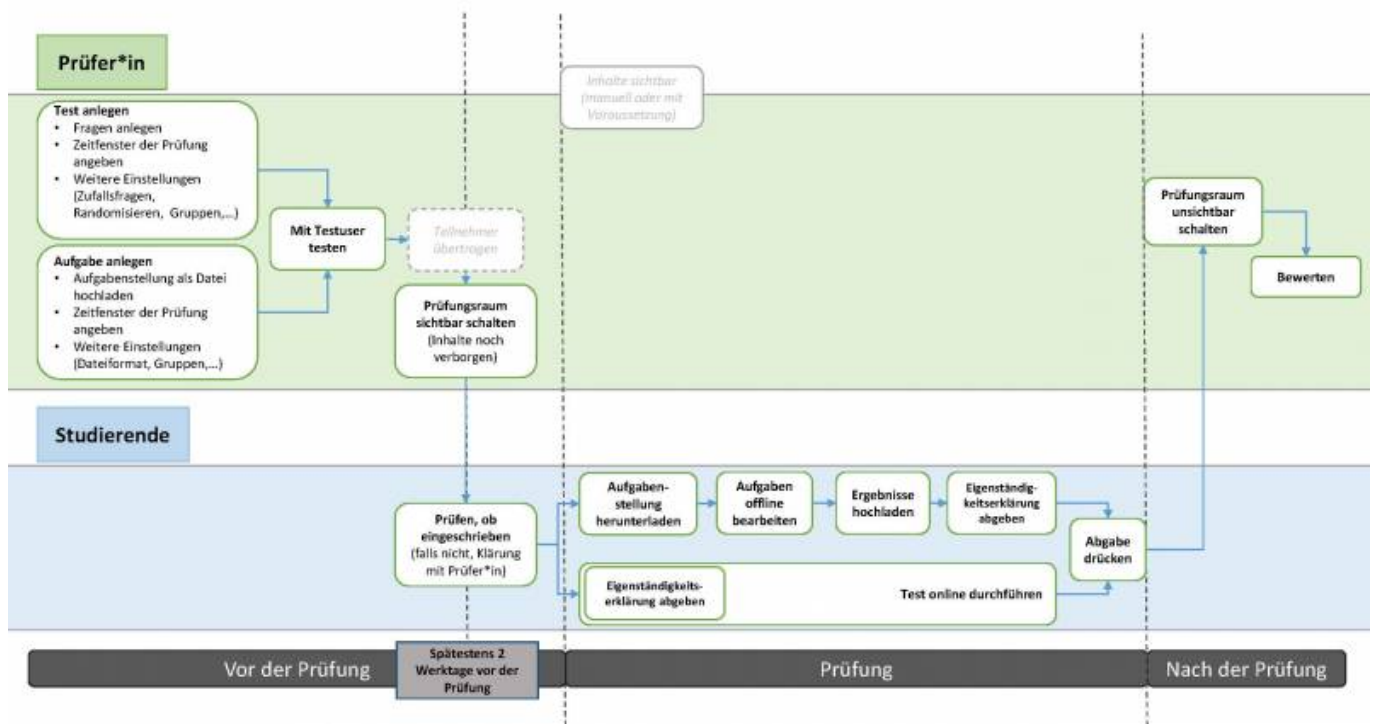 Prüfer*in
Inhalte sichtbar
(manuell oder mit
Voraussetzung)
Test anlegen
• Fragen anlegen
• Zeitfenster der Prüfung
angeben
• Weitere Einstellungen
(Zufallsfragen,
Randomisieren, Gruppen,...)
Aufgabe anlegen
• Aufgabenstellung als Datei
hochladen
• Zeitfenster der Prüfung
angeben
• Weitere Einstellungen
(Dateiformat, Gruppen,...)
Mit Testuser
testen
Teilnehmer
übertragen
Prüfungsraum
sichtbar schalten
(Inhalte noch
verborgen)
Prüfungsraum
unsichtbar
schalten
Bewerten
Studierende
Prüfen, ob
eingeschrieben
(falls nicht, Klärung
mit Prüfer*in)
Aufgaben-
stellung
herunterladen
Aufgaben
offline
bearbeiten
Ergebnisse
hochladen
Eigenständig-
keitserklärung
abgeben
Eigenständigkeits-
erklärung abgeben
Test online durchführen
Abgabe
drücken
Vor der Prüfung
Spätestens 2
Werktage vor der
Prüfung
Prüfung
Nach der Prüfung